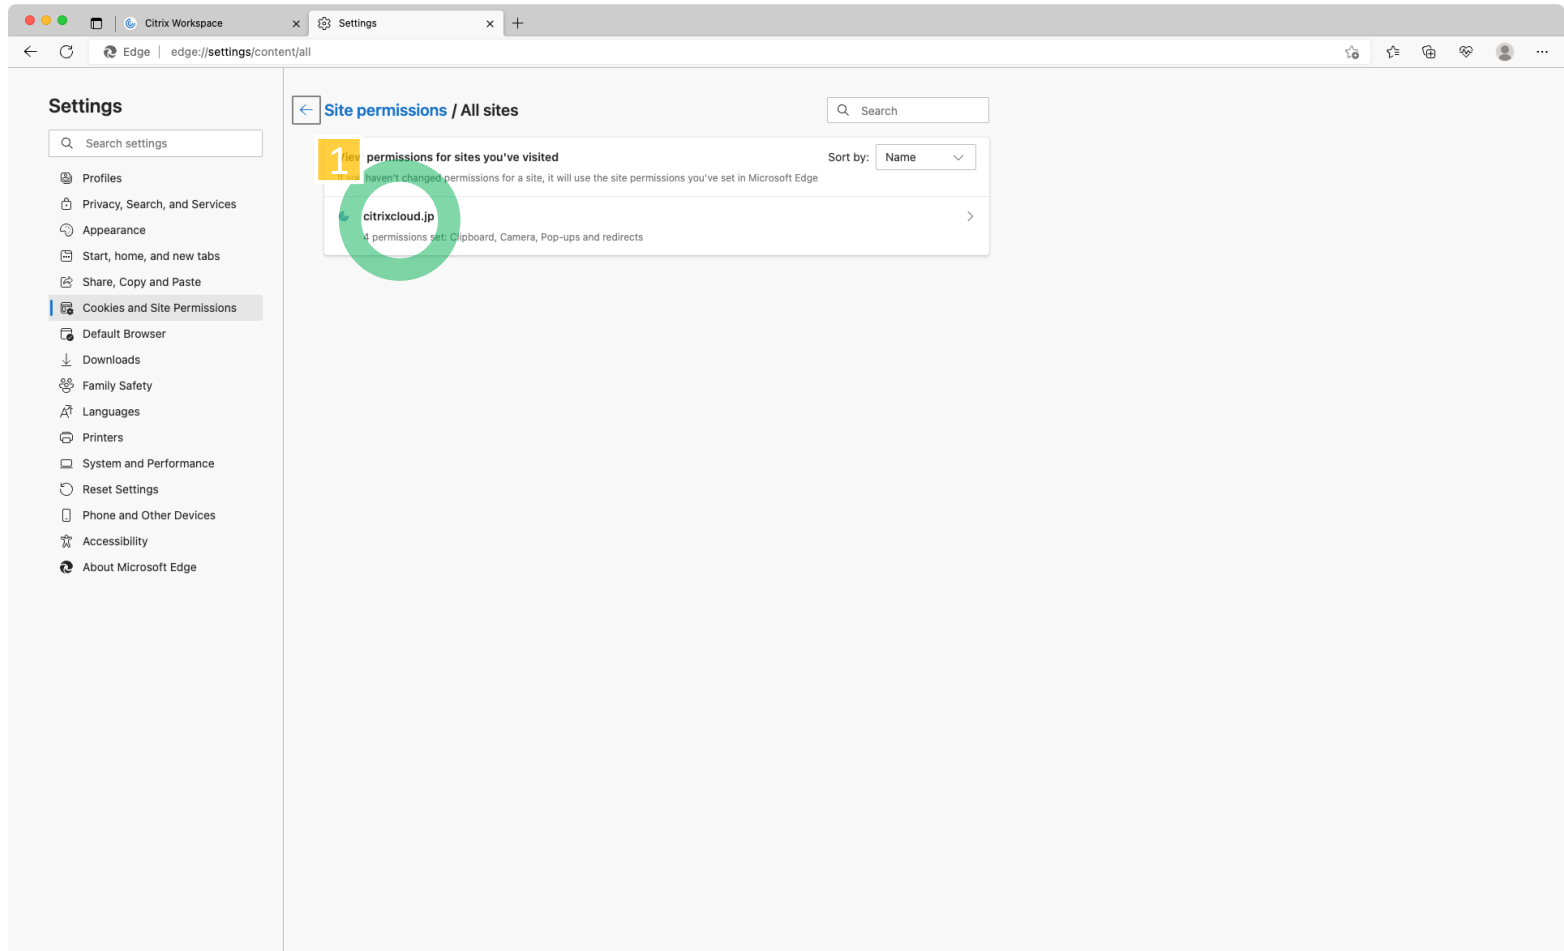 Citrix Workspace
Settings
Edge edge://settings/content/all
Settings
Search settings
Profiles
Privacy, Search, and Services
Appearance
Start, home, and new tabs
Share, Copy and Paste
Cookies and Site Permissions
Default Browser
Downloads
Family Safety
Languages
Printers
System and Performance
Reset Settings
Phone and Other Devices
Accessibility
About Microsoft Edge
Site permissions / All sites
Search
1
View permissions for sites you've visited
Sort by: Name
If you haven't changed permissions for a site, it will use the site permissions you've set in Microsoft Edge
citrixcloud.jp
4 permissions set: Clipboard, Camera, Pop-ups and redirects